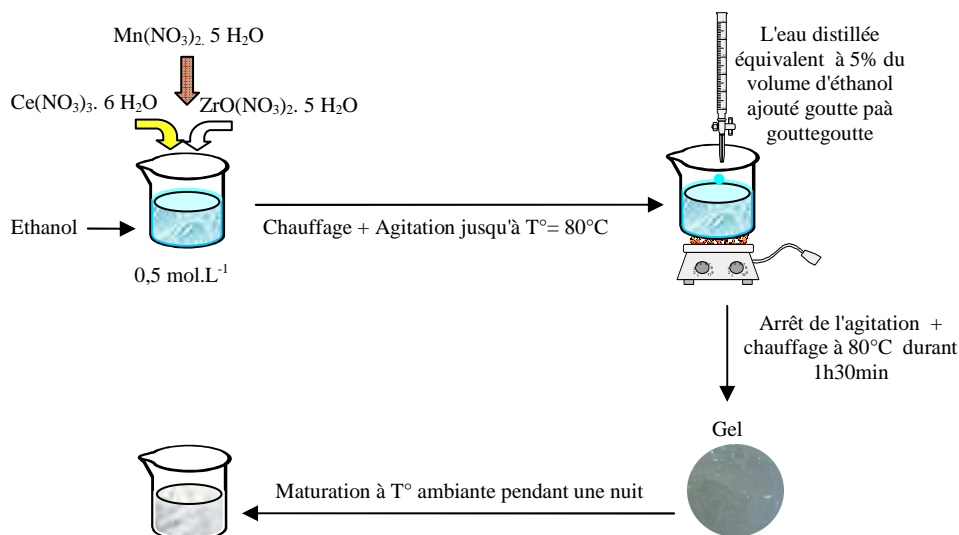 Mn(NO₃)₂. 5 H₂O
Ce(NO₃)₃. 6 H₂O
ZrO(NO₃)₂. 5 H₂O
Ethanol
0,5 mol.L⁻¹
Chauffage + Agitation jusqu'à T°= 80°C
L'eau distillée
équivalent à 5% du
volume d'éthanol
ajouté goutte paà
gouttegoutte
Arrêt de l'agitation +
chauffage à 80°C durant
1h30min
Gel
Maturation à T° ambiante pendant une nuit